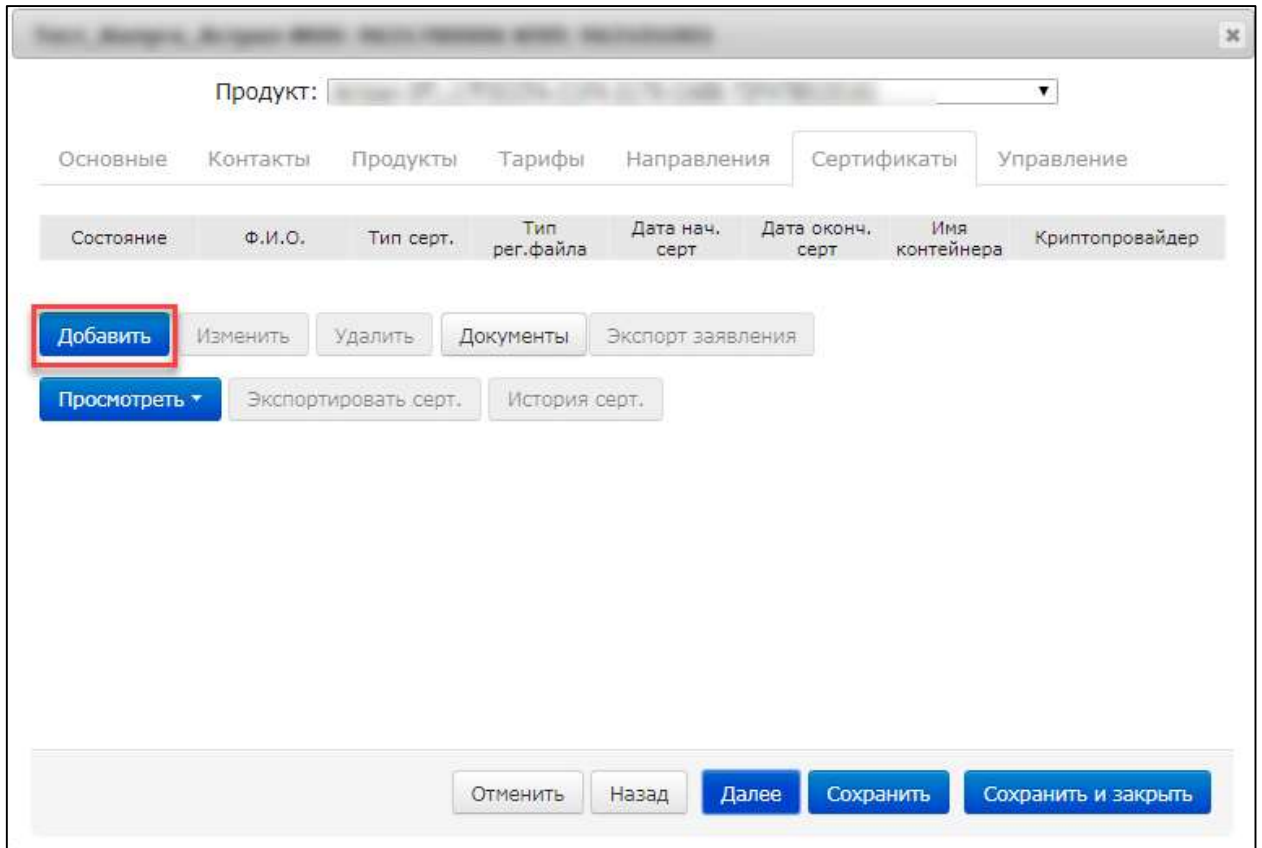 Продукт:
Основные Контакты Продукты Тарифы Направления Сертификаты Управление
Состояние Ф.И.О. Тип серт. Тип рег.файла Дата нач. серт Дата оконч. серт Имя контейнера Криптопровайдер
Добавить Изменить Удалить Документы Экспорт заявления
Просмотреть Экспортировать серт. История серт.
Отменить Назад Далее Сохранить Сохранить и закрыть